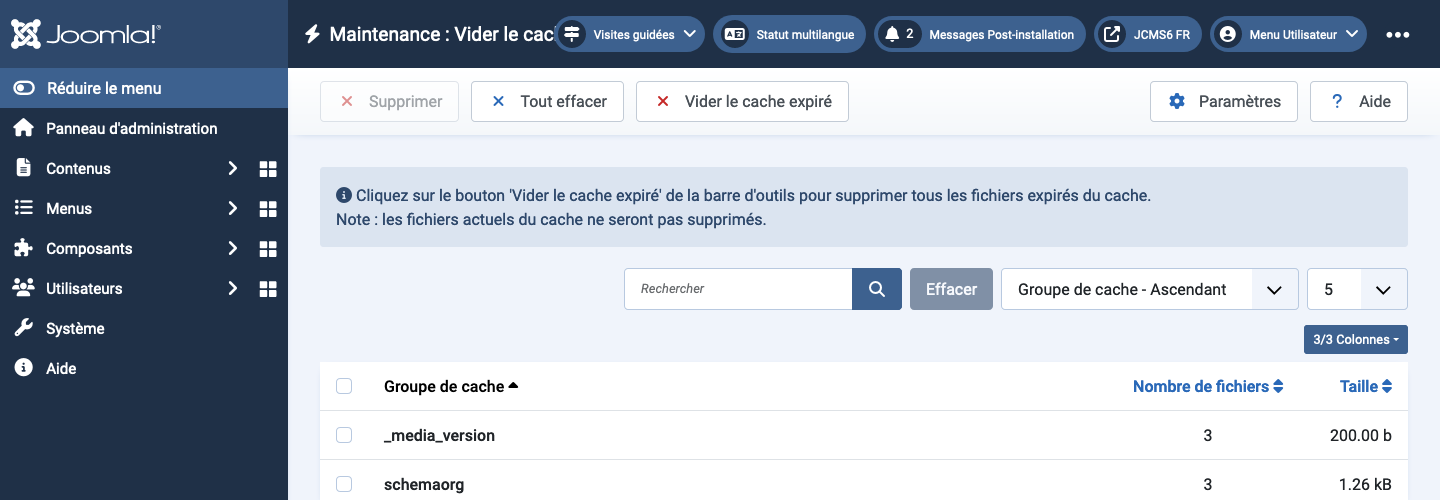 Joomla!®
Maintenance : Vider le cac
Visites guidées
Statut multilangue
2 Messages Post-installation
JCMS6 FR
Menu Utilisateur
Réduire le menu
Panneau d'administration
Contenus
Menus
Composants
Utilisateurs
Système
Aide
Supprimer
Tout effacer
Vider le cache expiré
Paramètres
? Aide
Cliquez sur le bouton 'Vider le cache expiré' de la barre d'outils pour supprimer tous les fichiers expirés du cache.
Note : les fichiers actuels du cache ne seront pas supprimés.
Rechercher
Effacer
Groupe de cache - Ascendant
5
3/3 Colonnes
Groupe de cache Nombre de fichiers Taille
_media_version 3 200.00 b
schemaorg 3 1.26 kB